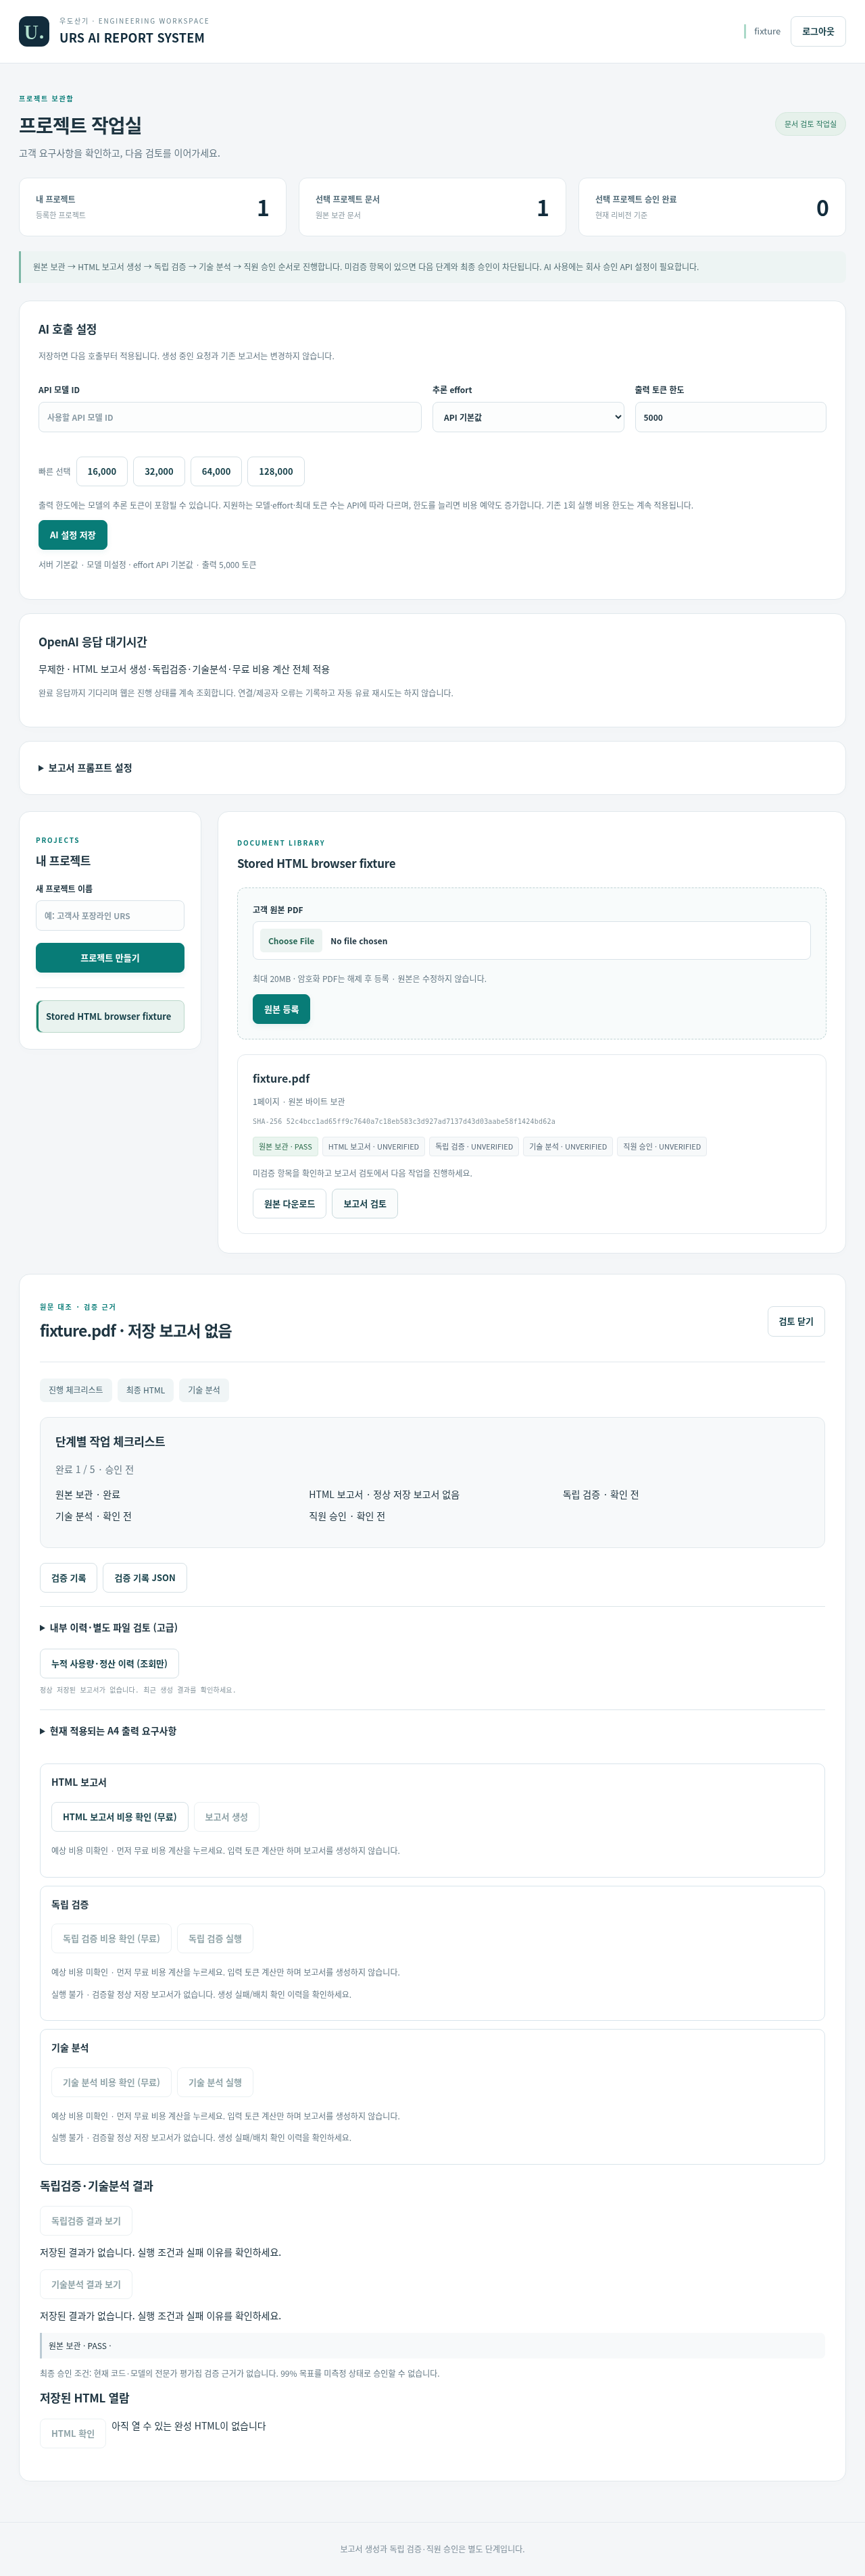 U.
우도산기 · ENGINEERING WORKSPACE
URS AI REPORT SYSTEM
fixture
로그아웃
프로젝트 보관함
프로젝트 작업실
고객 요구사항을 확인하고, 다음 검토를 이어가세요.
문서 검토 작업실
내 프로젝트
등록한 프로젝트
1
선택 프로젝트 문서
원본 보관 문서
1
선택 프로젝트 승인 완료
현재 리비전 기준
0
원본 보관 → HTML 보고서 생성 → 독립 검증 → 기술 분석 → 직원 승인 순서로 진행합니다. 미검증 항목이 있으면 다음 단계와 최종 승인이 차단됩니다. AI 사용에는 회사 승인 API 설정이 필요합니다.
AI 호출 설정
저장하면 다음 호출부터 적용됩니다. 생성 중인 요청과 기존 보고서는 변경하지 않습니다.
API 모델 ID
사용할 API 모델 ID
추론 effort
API 기본값
출력 토큰 한도
5000
빠른 선택
16,000
32,000
64,000
128,000
출력 한도에는 모델의 추론 토큰이 포함될 수 있습니다. 지원하는 모델·effort·최대 토큰 수는 API에 따라 다르며, 한도를 늘리면 비용 예약도 증가합니다. 기존 1회 실행 비용 한도는 계속 적용됩니다.
AI 설정 저장
서버 기본값 · 모델 미설정 · effort API 기본값 · 출력 5,000 토큰
OpenAI 응답 대기시간
무제한 · HTML 보고서 생성·독립검증·기술분석·무료 비용 계산 전체 적용
완료 응답까지 기다리며 웹은 진행 상태를 계속 조회합니다. 연결/제공자 오류는 기록하고 자동 유료 재시도는 하지 않습니다.
▶ 보고서 프롬프트 설정
PROJECTS
내 프로젝트
새 프로젝트 이름
예: 고객사 포장라인 URS
프로젝트 만들기
Stored HTML browser fixture
DOCUMENT LIBRARY
Stored HTML browser fixture
고객 원본 PDF
Choose File
No file chosen
최대 20MB · 암호화 PDF는 해제 후 등록 · 원본은 수정하지 않습니다.
원본 등록
fixture.pdf
1페이지 · 원본 바이트 보관
SHA-256 52c4bcc1ad65ff9c7640a7c18eb583c3d927ad7137d43d03aabe58f1424bd62a
원본 보관 · PASS
HTML 보고서 · UNVERIFIED
독립 검증 · UNVERIFIED
기술 분석 · UNVERIFIED
직원 승인 · UNVERIFIED
미검증 항목을 확인하고 보고서 검토에서 다음 작업을 진행하세요.
원본 다운로드
보고서 검토
원문 대조 · 검증 근거
fixture.pdf · 저장 보고서 없음
검토 닫기
진행 체크리스트
최종 HTML
기술 분석
단계별 작업 체크리스트
완료 1 / 5 · 승인 전
원본 보관 · 완료
HTML 보고서 · 정상 저장 보고서 없음
독립 검증 · 확인 전
기술 분석 · 확인 전
직원 승인 · 확인 전
검증 기록
검증 기록 JSON
▶ 내부 이력·별도 파일 검토 (고급)
누적 사용량·정산 이력 (조회만)
정상 저장된 보고서가 없습니다. 최근 생성 결과를 확인하세요.
▶ 현재 적용되는 A4 출력 요구사항
HTML 보고서
HTML 보고서 비용 확인 (무료)
보고서 생성
예상 비용 미확인 · 먼저 무료 비용 계산을 누르세요. 입력 토큰 계산만 하며 보고서를 생성하지 않습니다.
독립 검증
독립 검증 비용 확인 (무료)
독립 검증 실행
예상 비용 미확인 · 먼저 무료 비용 계산을 누르세요. 입력 토큰 계산만 하며 보고서를 생성하지 않습니다.
실행 불가 · 검증할 정상 저장 보고서가 없습니다. 생성 실패/배치 확인 이력을 확인하세요.
기술 분석
기술 분석 비용 확인 (무료)
기술 분석 실행
예상 비용 미확인 · 먼저 무료 비용 계산을 누르세요. 입력 토큰 계산만 하며 보고서를 생성하지 않습니다.
실행 불가 · 검증할 정상 저장 보고서가 없습니다. 생성 실패/배치 확인 이력을 확인하세요.
독립검증·기술분석 결과
독립검증 결과 보기
저장된 결과가 없습니다. 실행 조건과 실패 이유를 확인하세요.
기술분석 결과 보기
저장된 결과가 없습니다. 실행 조건과 실패 이유를 확인하세요.
원본 보관 · PASS ·
최종 승인 조건: 현재 코드·모델의 전문가 평가집 검증 근거가 없습니다. 99% 목표를 미측정 상태로 승인할 수 없습니다.
저장된 HTML 열람
HTML 확인
아직 열 수 있는 완성 HTML이 없습니다
보고서 생성과 독립 검증·직원 승인은 별도 단계입니다.